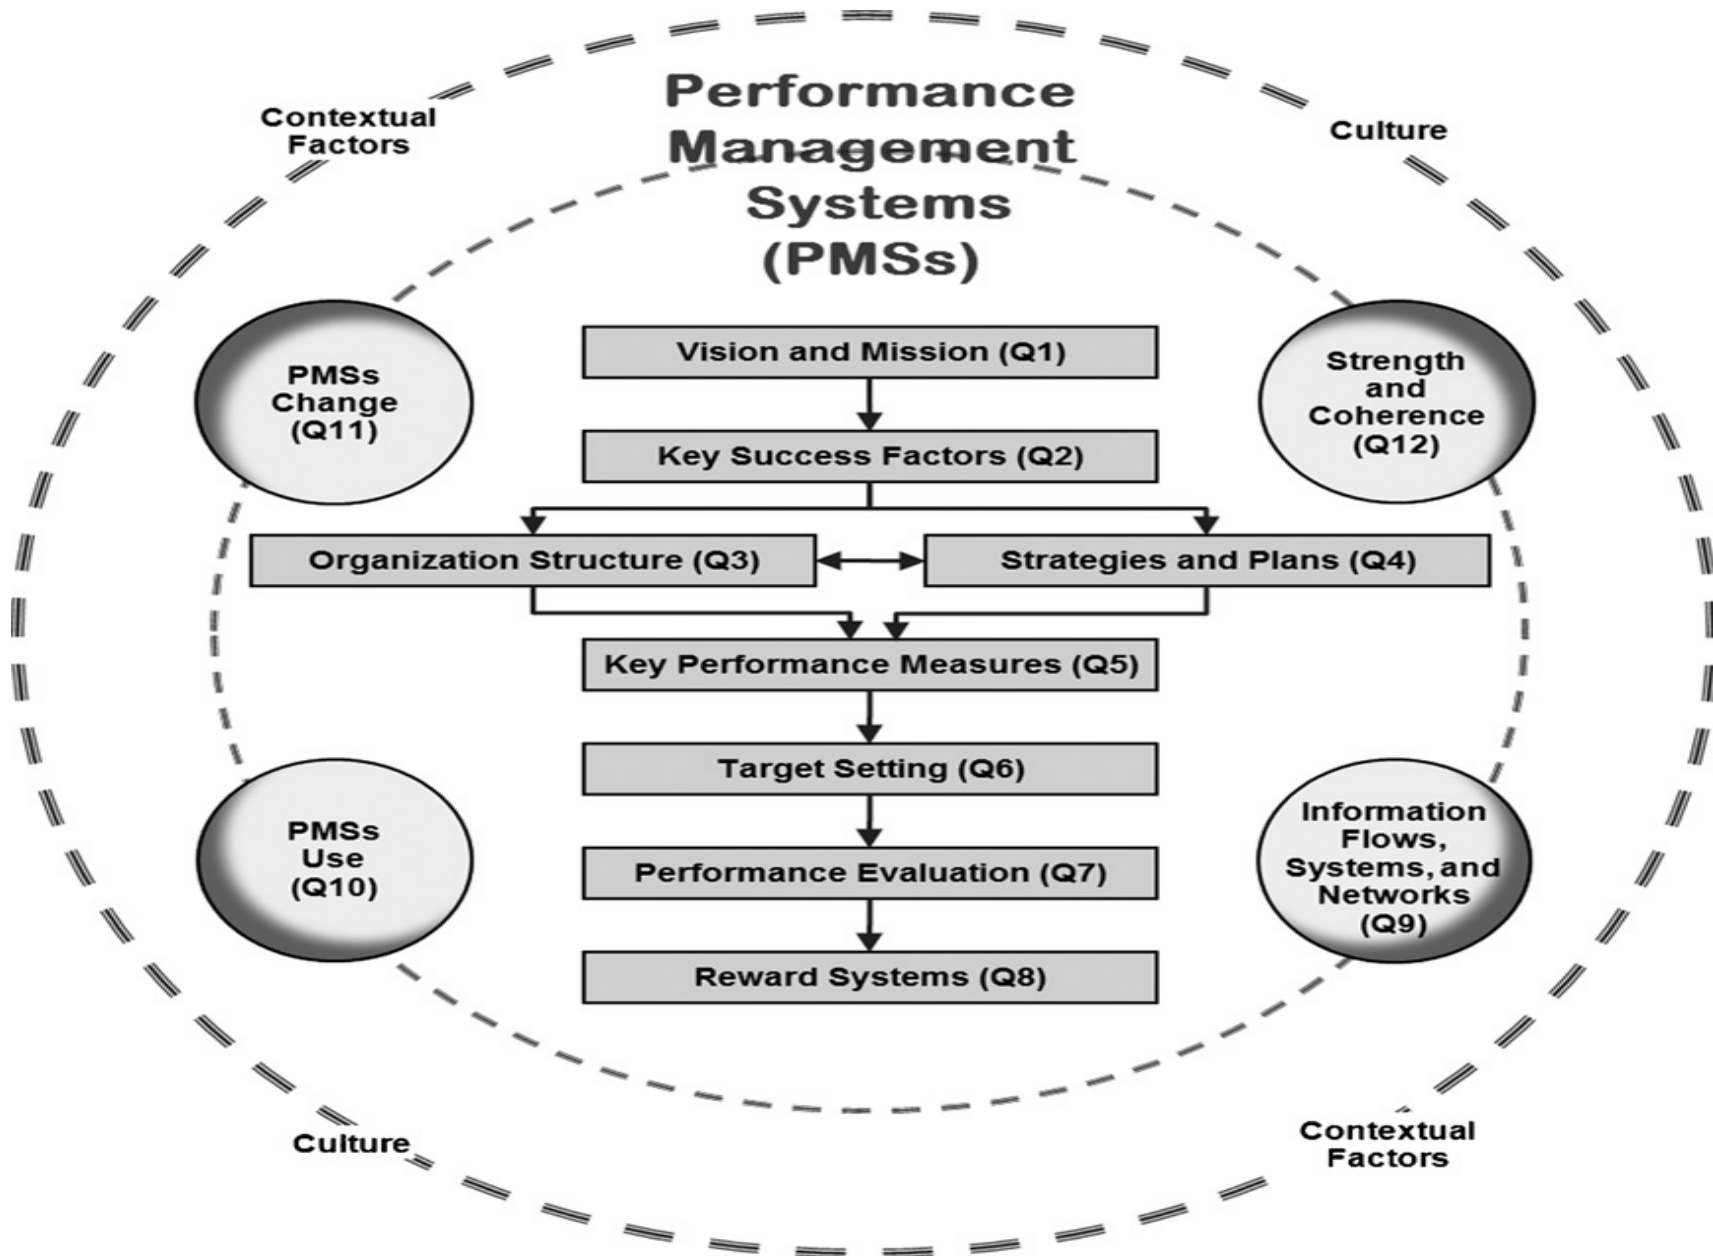 Performance
Management
Systems
(PMSs)
Contextual
Factors
Culture
PMSs
Change
(Q11)
Vision and Mission (Q1)
Strength
and
Coherence
(Q12)
Key Success Factors (Q2)
Organization Structure (Q3)
Strategies and Plans (Q4)
Key Performance Measures (Q5)
Target Setting (Q6)
PMSs
Use
(Q10)
Performance Evaluation (Q7)
Information
Flows,
Systems, and
Networks
(Q9)
Reward Systems (Q8)
Culture
Contextual
Factors